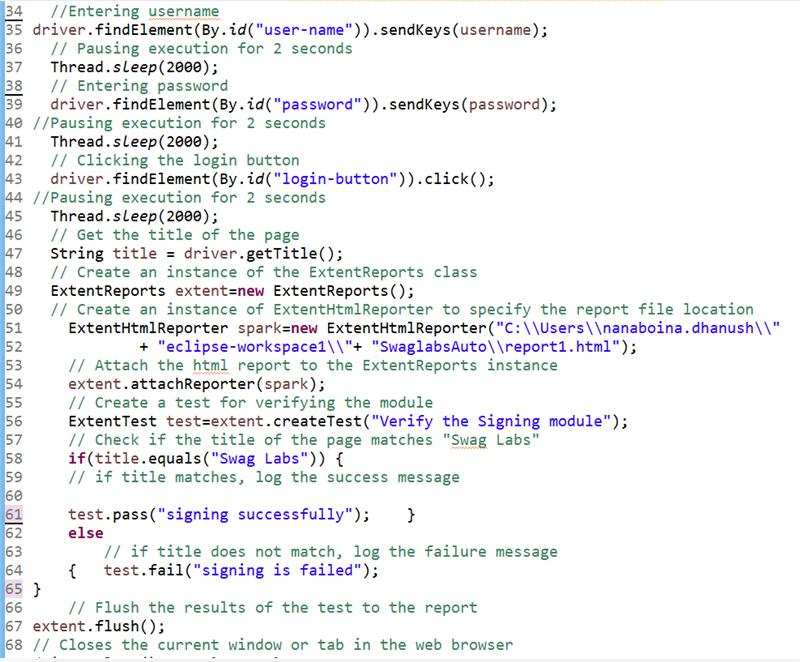 34 //Entering username
35 driver.findElement(By.id("user-name")).sendKeys(username);
36 // Pausing execution for 2 seconds
37 Thread.sleep(2000);
38 // Entering password
39 driver.findElement(By.id("password")).sendKeys(password);
40 //Pausing execution for 2 seconds
41 Thread.sleep(2000);
42 // Clicking the login button
43 driver.findElement(By.id("login-button")).click();
44 //Pausing execution for 2 seconds
45 Thread.sleep(2000);
46 // Get the title of the page
47 String title = driver.getTitle();
48 // Create an instance of the ExtentReports class
49 ExtentReports extent=new ExtentReports();
50 // Create an instance of ExtentHtmlReporter to specify the report file location
51 ExtentHtmlReporter spark=new ExtentHtmlReporter("C:\\Users\\nanaboina.dhanush\\"
52 + "eclipse-workspace1\\"+ "SwaglabsAuto\\report1.html");
53 // Attach the html report to the ExtentReports instance
54 extent.attachReporter(spark);
55 // Create a test for verifying the module
56 ExtentTest test=extent.createTest("Verify the Signing module");
57 // Check if the title of the page matches "Swag Labs"
58 if(title.equals("Swag Labs")) {
59 // if title matches, log the success message
60
61 test.pass("signing successfully"); }
62 else
63 // if title does not match, log the failure message
64 { test.fail("signing is failed");
65 }
66 // Flush the results of the test to the report
67 extent.flush();
68 // Closes the current window or tab in the web browser